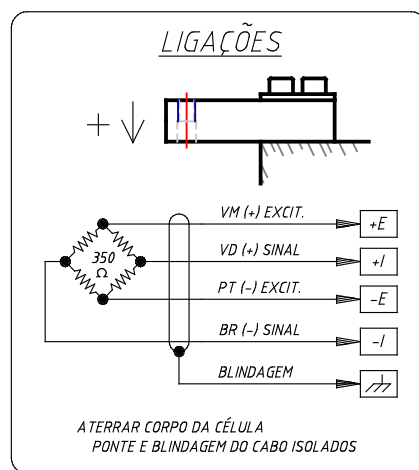 LIGAÇÕES
+
VM (+) EXCIT. +E
VD (+) SINAL +I
350 Ω
PT (-) EXCIT. -E
BR (-) SINAL -I
BLINDAGEM
ATERRAR CORPO DA CÉLULA
PONTE E BLINDAGEM DO CABO ISOLADOS